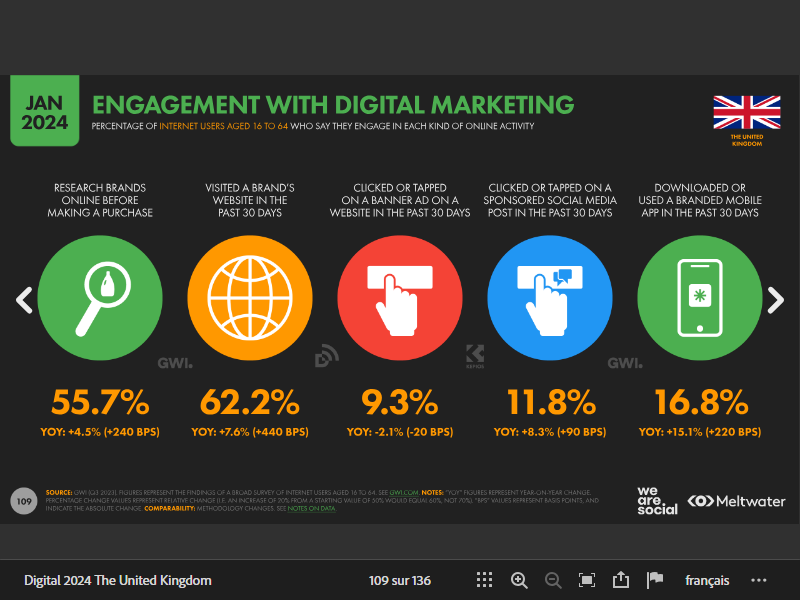 JAN
2024
ENGAGEMENT WITH DIGITAL MARKETING
PERCENTAGE OF INTERNET USERS AGED 16 TO 64 WHO SAY THEY ENGAGE IN EACH KIND OF ONLINE ACTIVITY
THE UNITED
KINGDOM
RESEARCH BRANDS
ONLINE BEFORE
MAKING A PURCHASE
VISITED A BRAND'S
WEBSITE IN THE
PAST 30 DAYS
CLICKED OR TAPPED
ON A BANNER AD ON A
WEBSITE IN THE PAST 30 DAYS
CLICKED OR TAPPED ON A
SPONSORED SOCIAL MEDIA
POST IN THE PAST 30 DAYS
DOWNLOADED OR
USED A BRANDED MOBILE
APP IN THE PAST 30 DAYS
GWI.
KEPIOS
GWI.
55.7%
YOY: +4.5% (+240 BPS)
62.2%
YOY: +7.6% (+440 BPS)
9.3%
YOY: -2.1% (-20 BPS)
11.8%
YOY: +8.3% (+90 BPS)
16.8%
YOY: +15.1% (+220 BPS)
109
SOURCE: GWI (Q3 2023). FIGURES REPRESENT THE FINDINGS OF A BROAD SURVEY OF INTERNET USERS AGED 16 TO 64. SEE GWI.COM. NOTES: "YOY" FIGURES REPRESENT YEAR-ON-YEAR CHANGE.
PERCENTAGE CHANGE VALUES REPRESENT RELATIVE CHANGE (I.E. AN INCREASE OF 20% FROM A STARTING VALUE OF 50% WOULD EQUAL 60%, NOT 70%). "BPS" VALUES REPRESENT BASIS POINTS, AND
INDICATE THE ABSOLUTE CHANGE. COMPARABILITY: METHODOLOGY CHANGES. SEE NOTES ON DATA.
we
are.
social
Meltwater
Digital 2024 The United Kingdom
109 sur 136
français